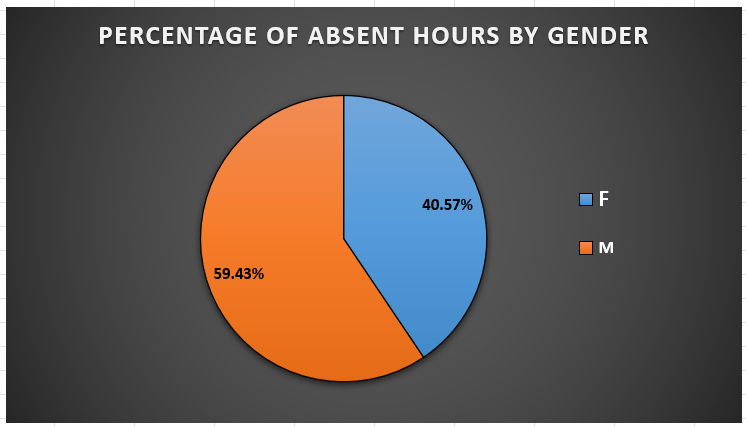 PERCENTAGE OF ABSENT HOURS BY GENDER
40.57%
59.43%
F
M